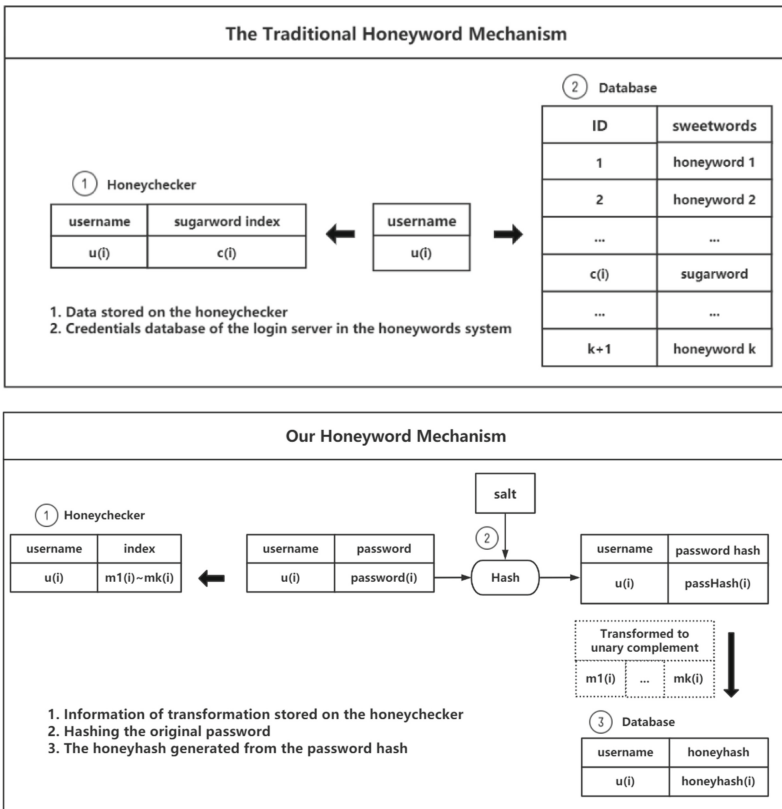 The Traditional Honeyword Mechanism
2 Database
ID sweetwords
1 honeyword 1
2 honeyword 2
... ...
c(i) sugarword
... ...
k+1 honeyword k
1 Honeychecker
username sugarword index
u(i) c(i)
username
u(i)
1. Data stored on the honeychecker
2. Credentials database of the login server in the honeywords system
Our Honeyword Mechanism
1 Honeychecker
username index
u(i) m1(i)~mk(i)
username password
u(i) password(i)
salt
2
Hash
username password hash
u(i) passHash(i)
Transformed to
unary complement
m1(i) ... mk(i)
3 Database
username honeyhash
u(i) honeyhash(i)
1. Information of transformation stored on the honeychecker
2. Hashing the original password
3. The honeyhash generated from the password hash